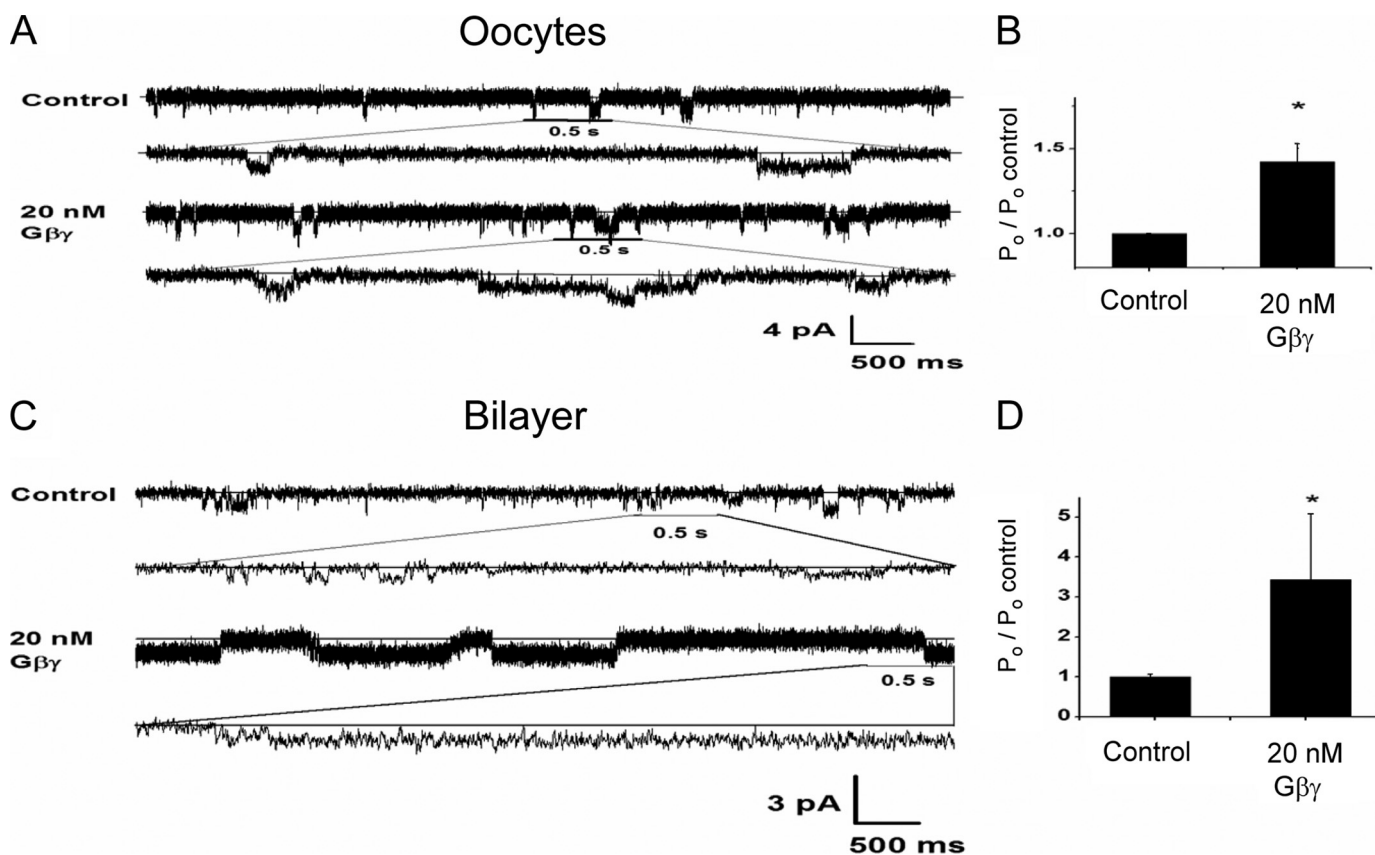 A
Oocytes
Control
0.5 s
20 nM
Gβγ
0.5 s
4 pA
500 ms
B
Po / Po control
1.5
1.0
*
Control
20 nM
Gβγ
C
Bilayer
Control
0.5 s
20 nM
Gβγ
0.5 s
3 pA
500 ms
D
Po / Po control
5
4
3
2
1
0
*
Control
20 nM
Gβγ